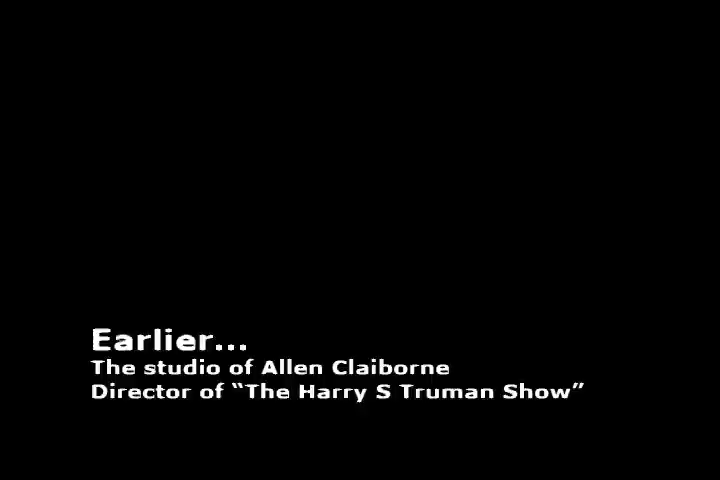 Earlier...
The studio of Allen Claiborne
Director of “The Harry S Truman Show”